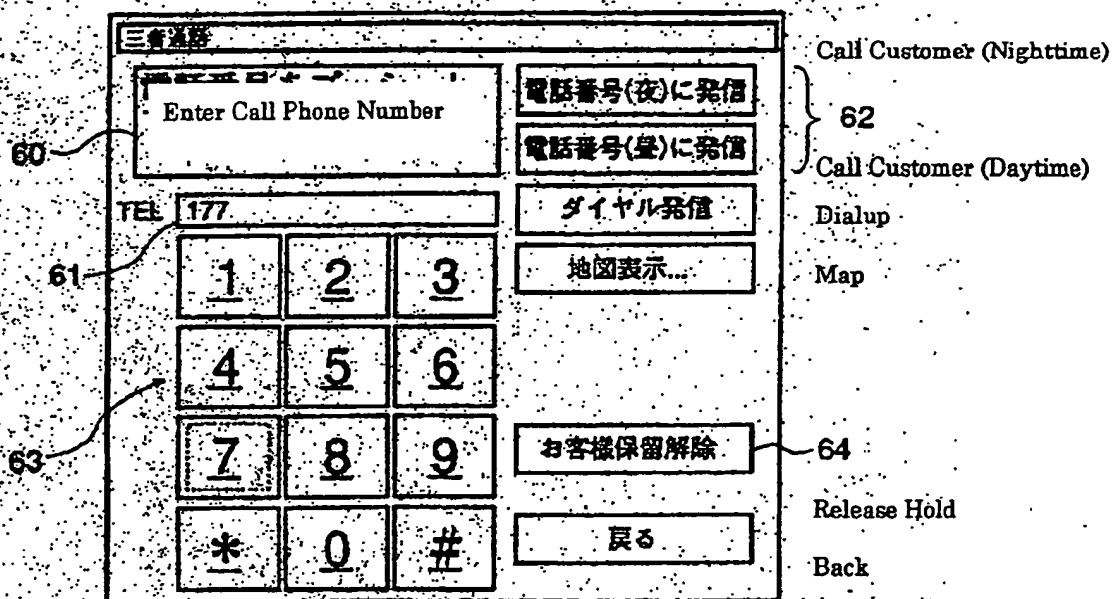 三者通話
Call Customer (Nighttime)
Enter Call Phone Number
電話番号(夜)に発信
62
60
電話番号(昼)に発信
Call Customer (Daytime)
TEL 177
ダイヤル発信
Dialup
61
地図表示...
Map
1 2 3
4 5 6
63
7 8 9
お客様保留解除
64
Release Hold
* 0 #
戻る
Back